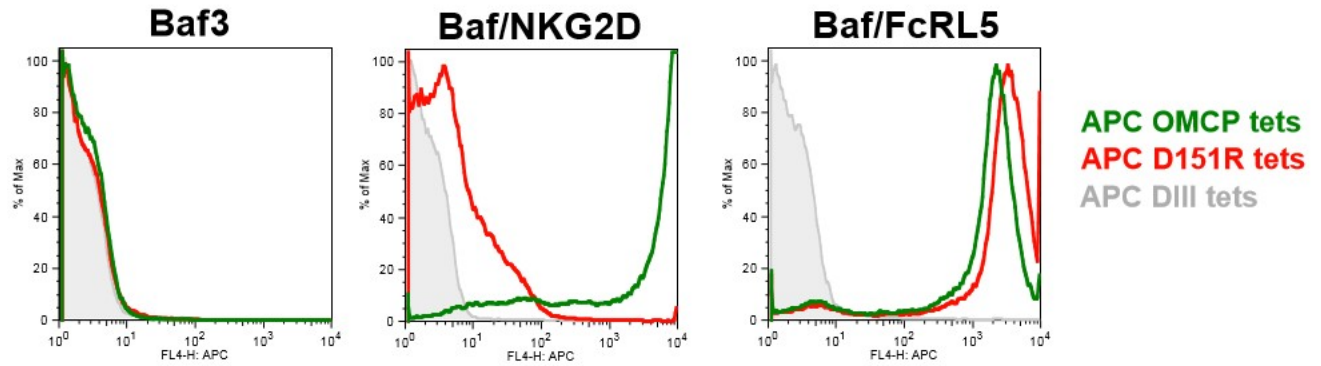 Baf3
Baf/NKG2D
Baf/FcRL5
100
80
60
40
20
0
% of Max
10^0 10^1 10^2 10^3 10^4
FL4-H: APC
100
80
60
40
20
0
% of Max
10^0 10^1 10^2 10^3 10^4
FL4-H: APC
100
80
60
40
20
0
% of Max
10^0 10^1 10^2 10^3 10^4
FL4-H: APC
APC OMCP tets
APC D151R tets
APC DIII tets